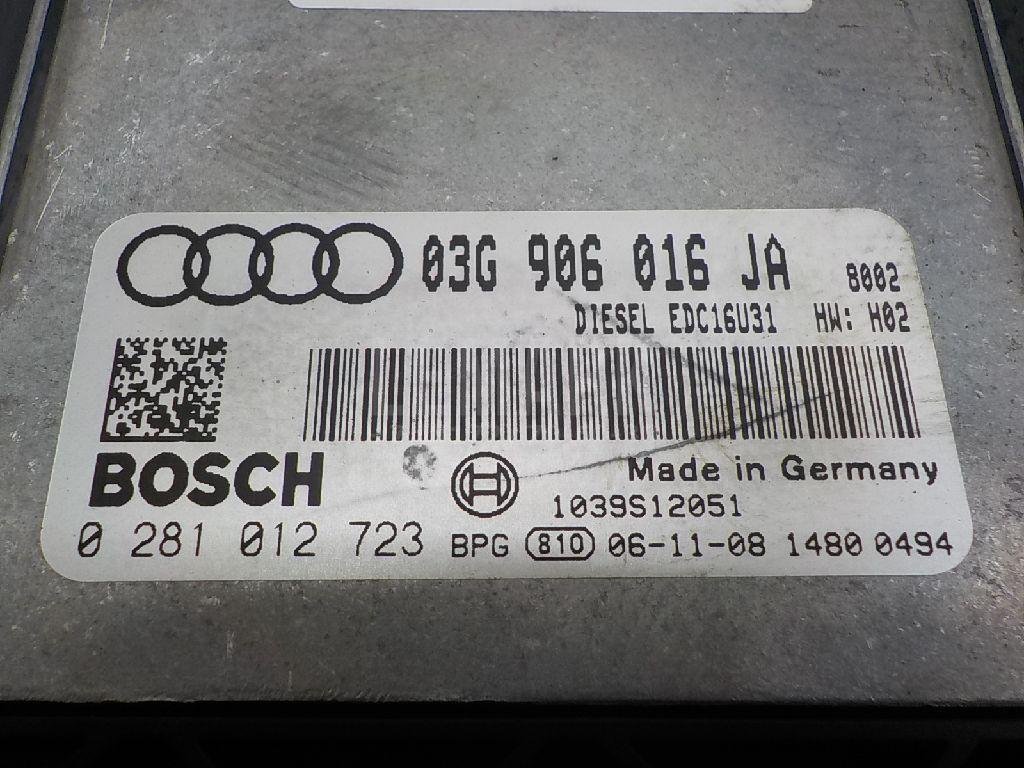 03G 906 016 JA 8002
DIESEL EDC16U31 HW: H02
BOSCH
Made in Germany
1039S12051
0 281 012 723 BPG 810 06-11-08 1480 0494